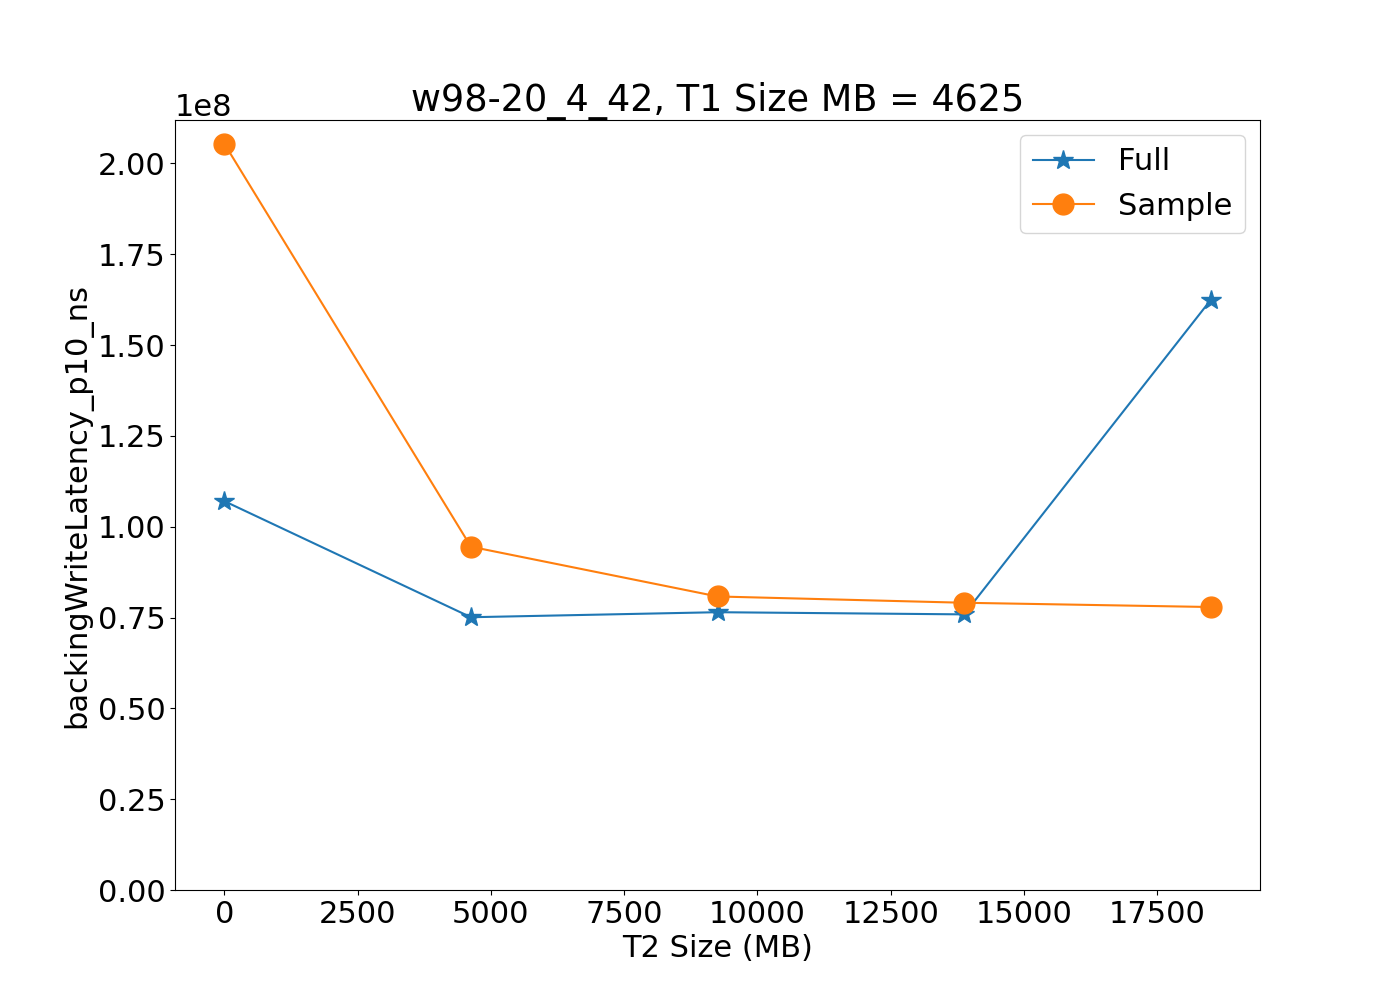 w98-20_4_42, T1 Size MB = 4625
1e8
Full
Sample
2.00
1.75
1.50
1.25
1.00
0.75
0.50
0.25
0.00
backingWriteLatency_p10_ns
0 2500 5000 7500 10000 12500 15000 17500
T2 Size (MB)